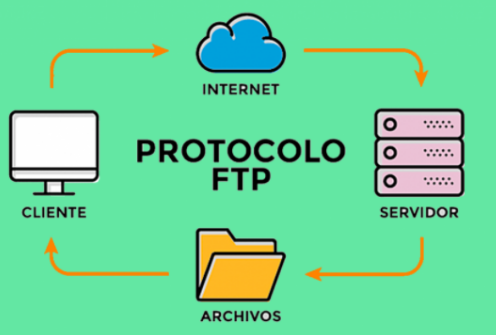 INTERNET
PROTOCOLO
FTP
CLIENTE
SERVIDOR
ARCHIVOS